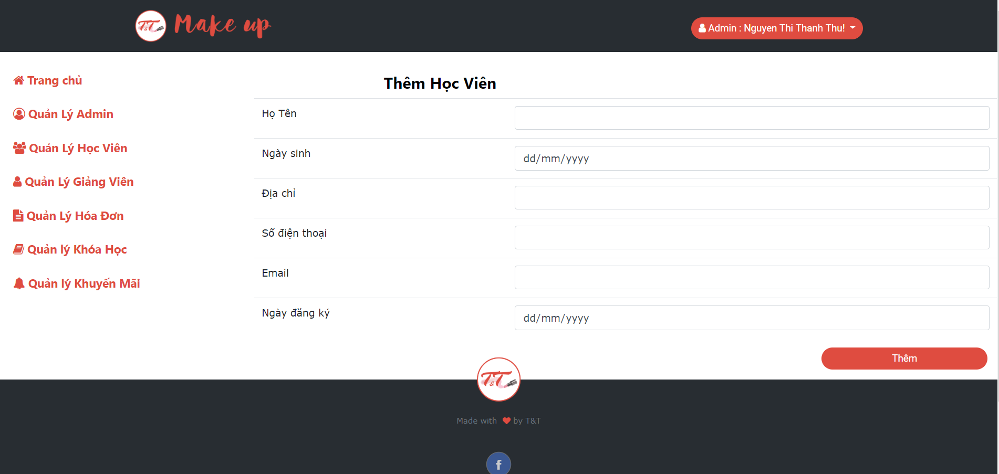 T&T Make up
Admin : Nguyen Thi Thanh Thu!
Trang chủ
Quản Lý Admin
Quản Lý Học Viên
Quản Lý Giảng Viên
Quản Lý Hóa Đơn
Quản lý Khóa Học
Quản lý Khuyến Mãi
Thêm Học Viên
Họ Tên
Ngày sinh
dd/mm/yyyy
Địa chỉ
Số điện thoại
Email
Ngày đăng ký
dd/mm/yyyy
Thêm
T&T
Made with by T&T
f